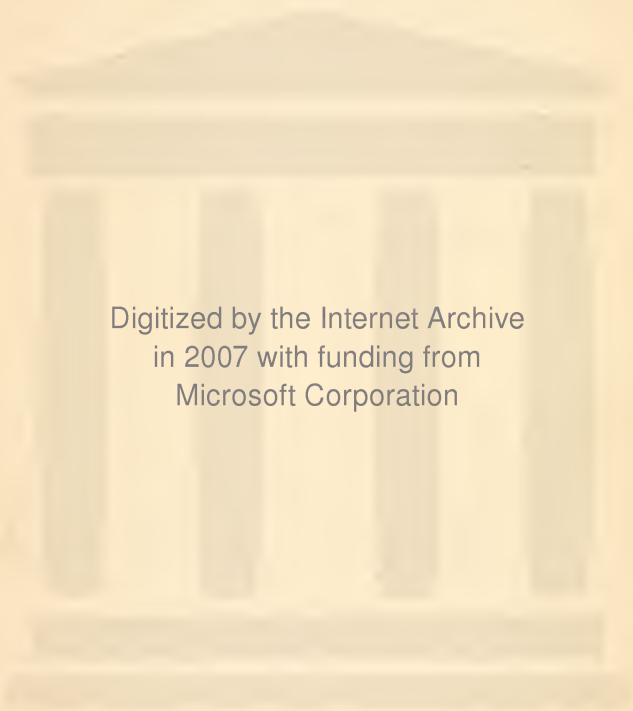 Digitized by the Internet Archive
in 2007 with funding from
Microsoft Corporation